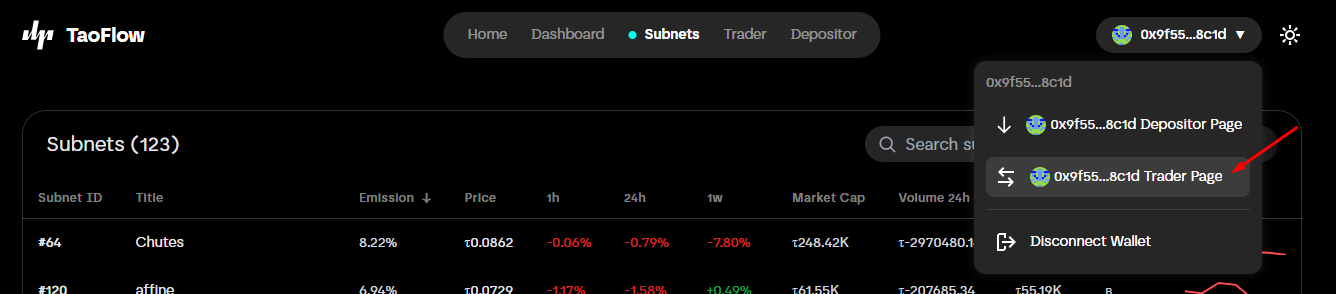 TaoFlow
Home Dashboard Subnets Trader Depositor
0x9f55...8c1d ▼
0x9f55...8c1d
0x9f55...8c1d Depositor Page
0x9f55...8c1d Trader Page
Disconnect Wallet
Subnets (123)
Search su
Subnet ID Title Emission ↓ Price 1h 24h 1w Market Cap Volume 24h
#64 Chutes 8.22% τ0.0862 -0.06% -0.79% -7.80% τ248.42K τ-2970480.1
#120 affine 6.94% τ0.0729 -1.17% -1.58% +0.49% τ61.55K τ-207685.34 τ55.19K